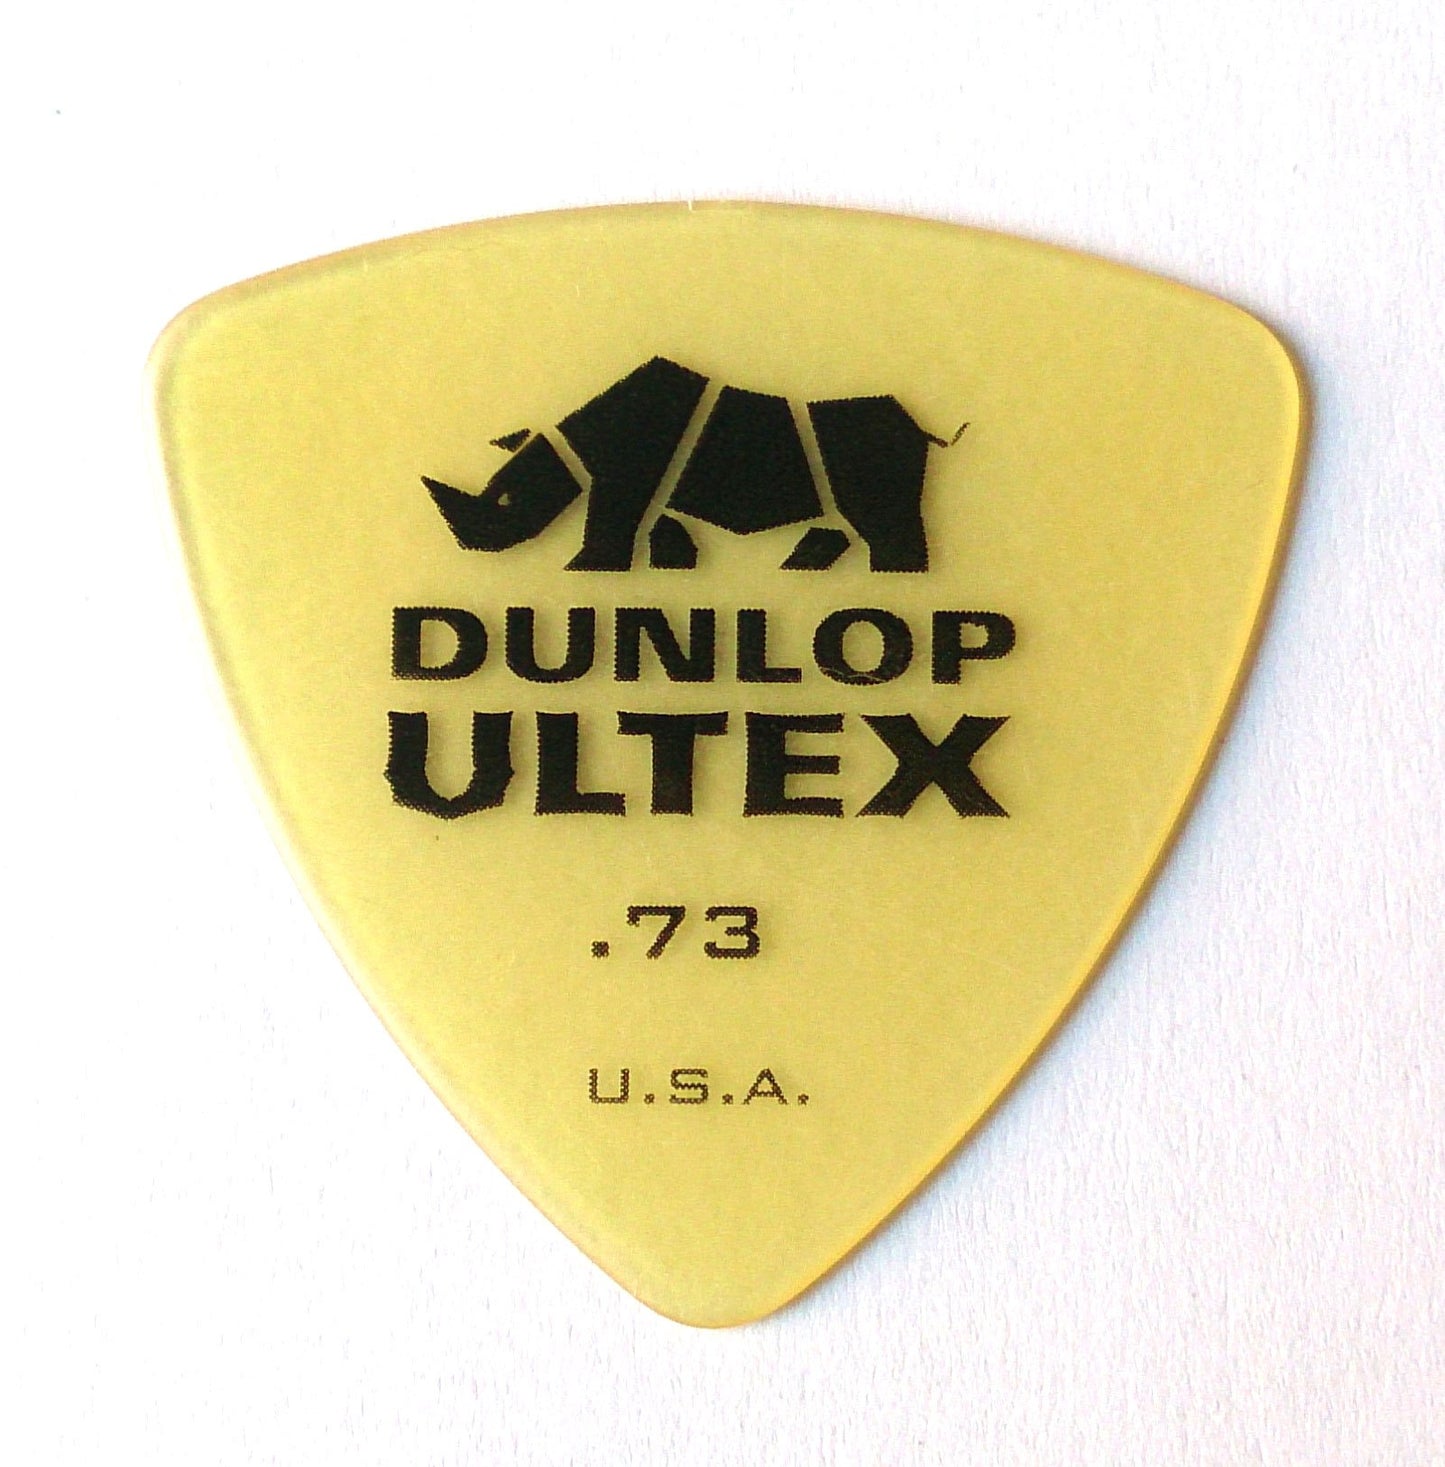 DUNLOP
ULTEX
.73
U.S.A.